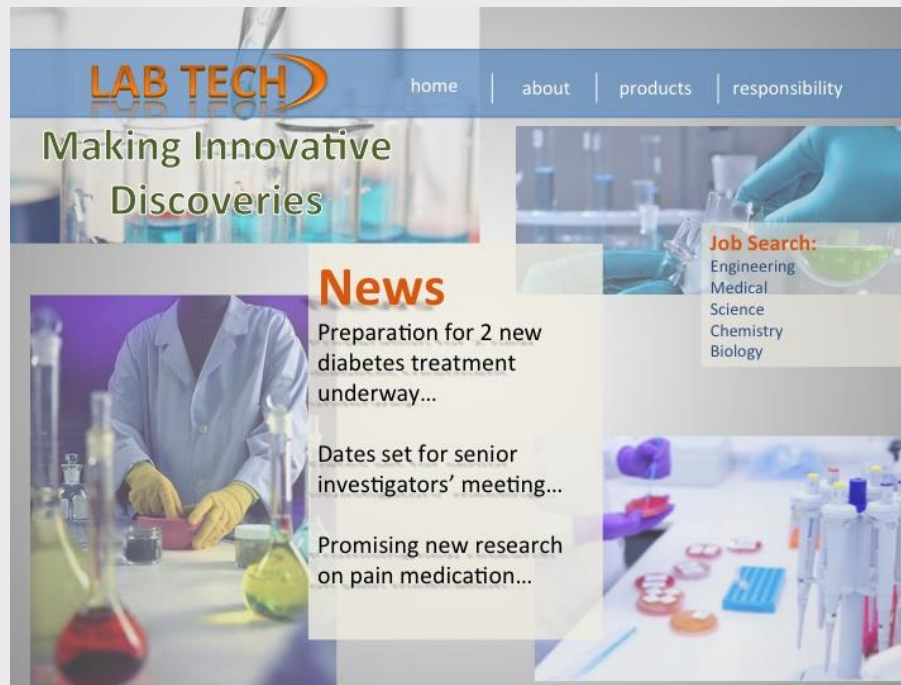 LAB TECH
home
about
products
responsibility
Making Innovative
Discoveries
Job Search:
Engineering
Medical
Science
Chemistry
Biology
News
Preparation for 2 new
diabetes treatment
underway…
Dates set for senior
investigators’ meeting…
Promising new research
on pain medication…